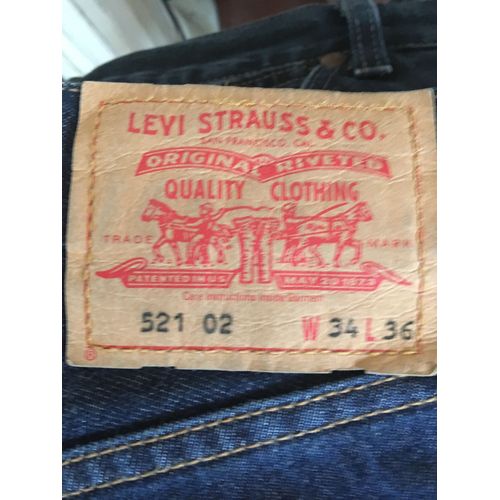 LEVI STRAUSS & CO.
SAN FRANCISCO, CAL
ORIGINAL RIVETED
QUALITY CLOTHING
TRADE MARK
PATENTED IN U S MAY 20 1873
Care Instructions Inside Garment
521 02 W 34 L 36
®